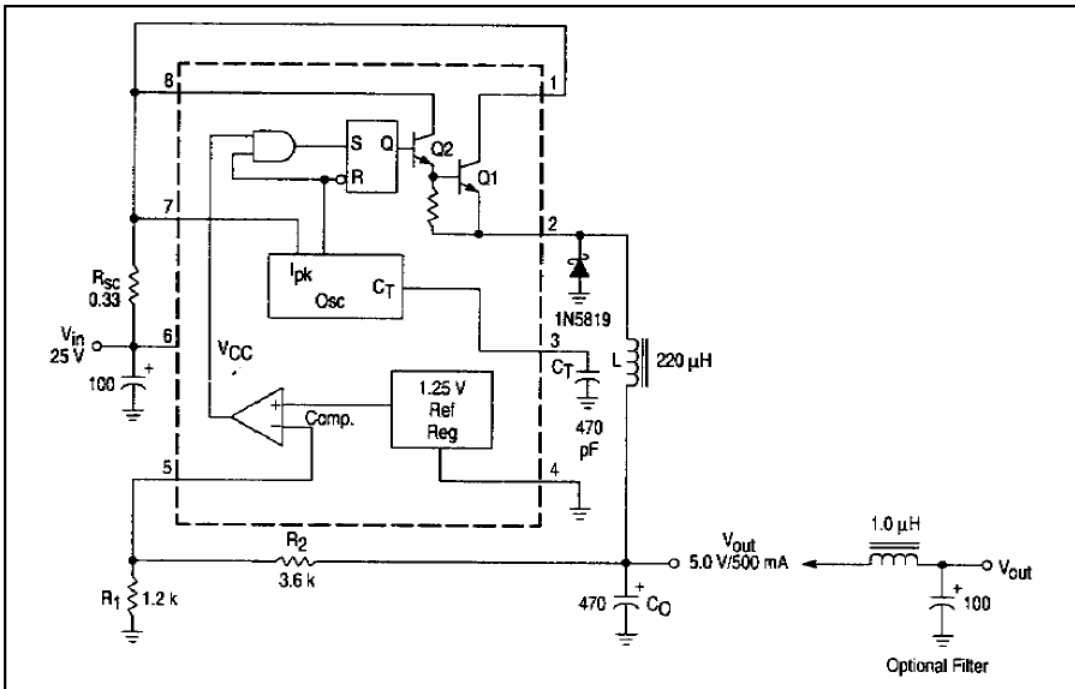 8
1
S
Q
Q2
R
Q1
7
2
Ipk
CT
Osc
Rsc
0.33
1N5819
Vin
25 V
6
3
VCC
CT
L
220 µH
100
+
1.25 V
Ref
Reg
+
−
Comp.
470
pF
5
4
R2
3.6 k
Vout
5.0 V/500 mA
1.0 µH
Vout
R1
1.2 k
470
+
CO
+
100
Optional Filter